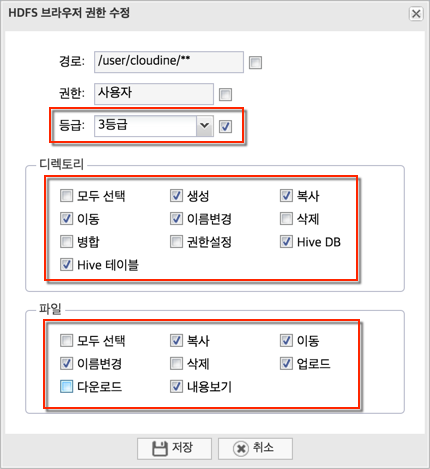 HDFS 브라우저 권한 수정
경로: /user/cloudine/**
권한: 사용자
등급: 3등급
디렉토리
모두 선택 생성 복사
이동 이름변경 삭제
병합 권한설정 Hive DB
Hive 테이블
파일
모두 선택 복사 이동
이름변경 삭제 업로드
다운로드 내용보기
저장 취소